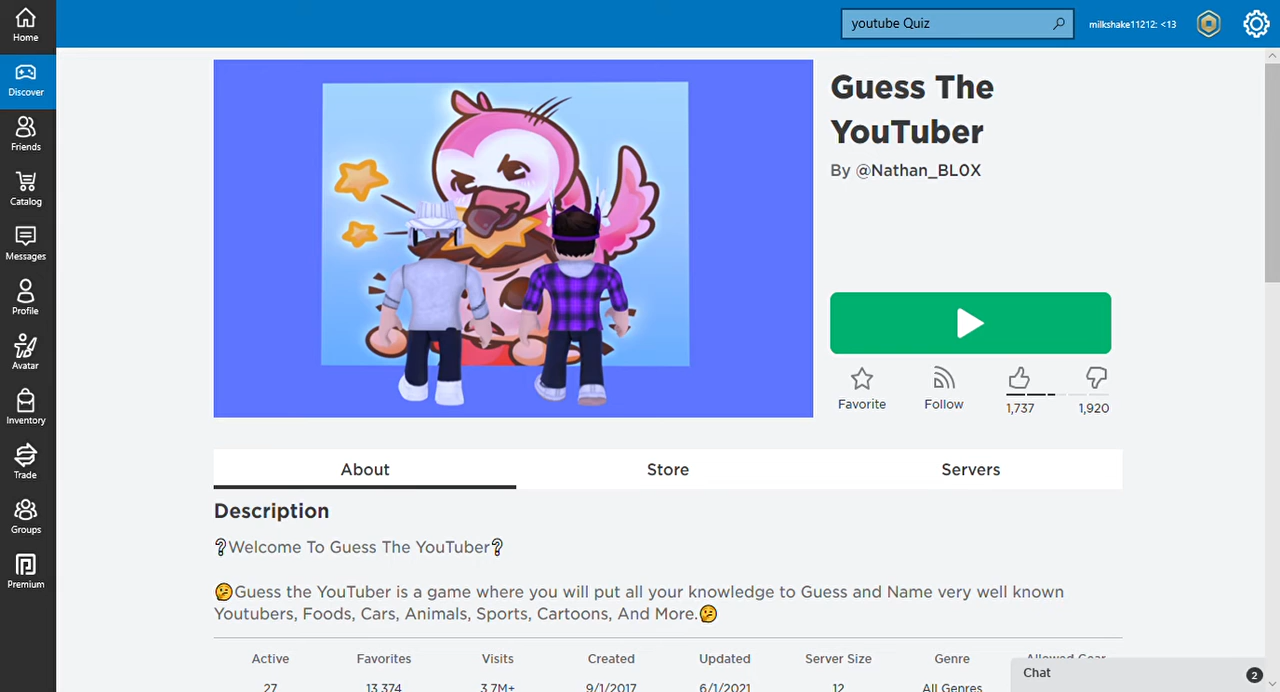 Home
Discover
Friends
Catalog
Messages
Profile
Avatar
Inventory
Trade
Groups
Premium
youtube Quiz
milkshake11212: <13
Guess The
YouTuber
By @Nathan_BL0X
Favorite
Follow
1,737
1,920
About
Store
Servers
Description
❔Welcome To Guess The YouTuber❔
🤔Guess the YouTuber is a game where you will put all your knowledge to Guess and Name very well known
Youtubers, Foods, Cars, Animals, Sports, Cartoons, And More.🤔
Active Favorites Visits Created Updated Server Size Genre Allowed Gear
27 13,374 3.7M+ 9/1/2017 6/1/2021 12 All Genres
Chat
2